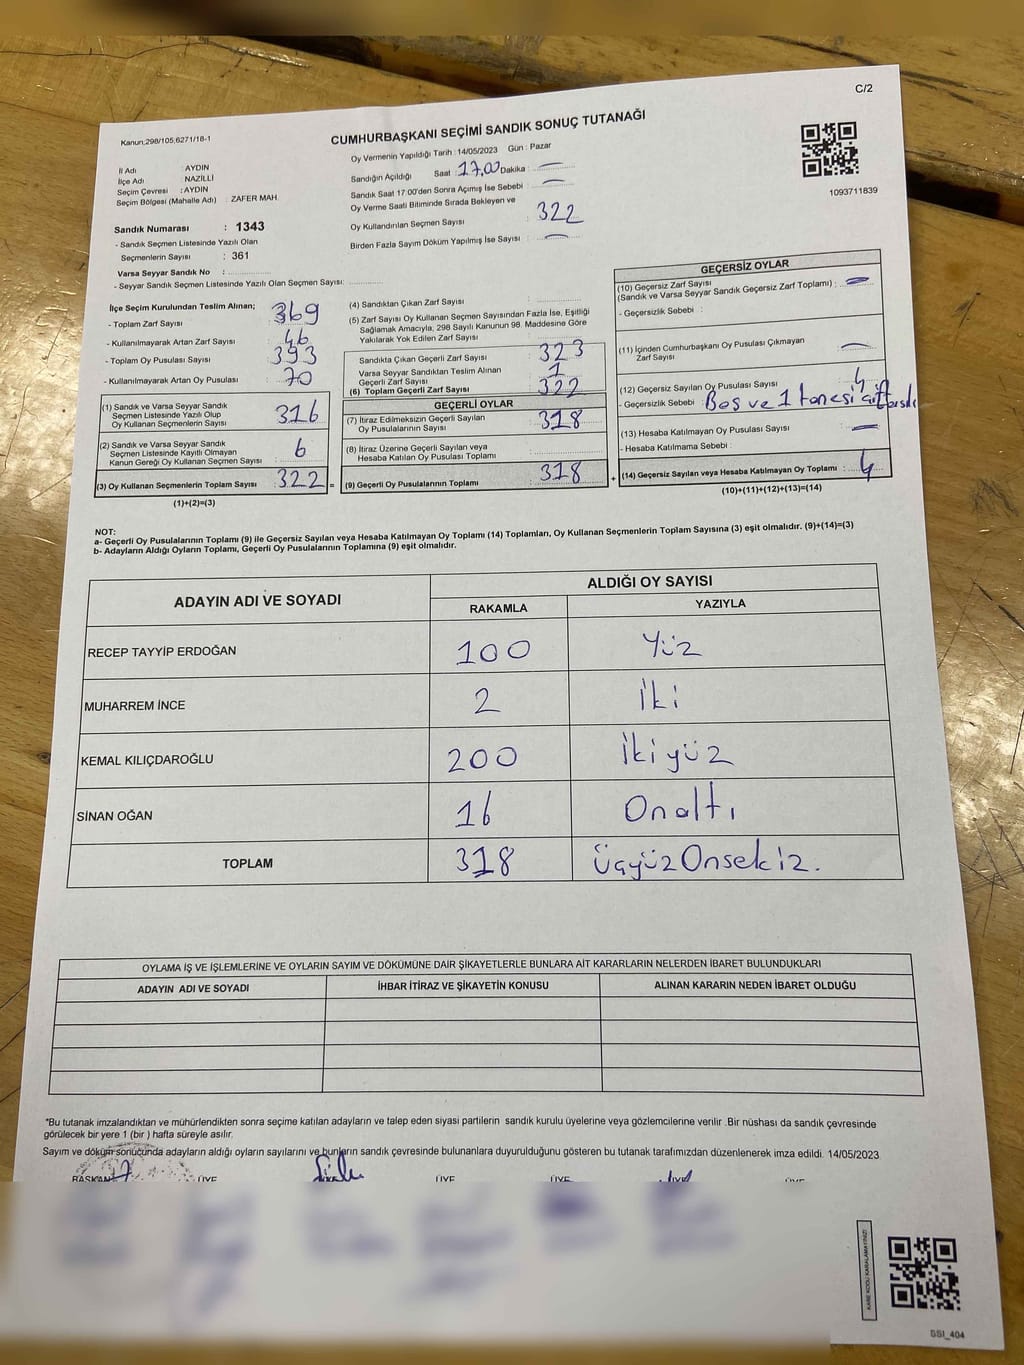 C/2
Kanun;298/105,6271/18-1
CUMHURBAŞKANI SEÇİMİ SANDIK SONUÇ TUTANAĞI
Oy Vermenin Yapıldığı Tarih : 14/05/2023 Gün : Pazar
1093711839
İl Adı : AYDIN
İlçe Adı NAZİLLİ
Seçim Çevresi : AYDIN
Seçim Bölgesi (Mahalle Adı) : ZAFER MAH.
Sandık Numarası : 1343
- Sandık Seçmen Listesinde Yazılı Olan
Seçmenlerin Sayısı : 361
Varsa Seyyar Sandık No :
- Seyyar Sandık Seçmen Listesinde Yazılı Olan Seçmen Sayısı:
Sandığın Açıldığı Saat 17,00 Dakika :
Sandık Saat 17.00'den Sonra Açımış İse Sebebi
Oy Verme Saati Bitiminde Sırada Bekleyen ve
Oy Kullandırılan Seçmen Sayısı : 322
Birden Fazla Sayım Döküm Yapılmış İse Sayısı :
İlçe Seçim Kurulundan Teslim Alınan;
- Toplam Zarf Sayısı : 369
- Kullanılmayarak Artan Zarf Sayısı : 46
- Toplam Oy Pusulası Sayısı : 393
- Kullanılmayarak Artan Oy Pusulası : 70
(1) Sandık ve Varsa Seyyar Sandık
Seçmen Listesinde Yazılı Olup
Oy Kullanan Seçmenlerin Sayısı : 316
(2) Sandık ve Varsa Seyyar Sandık
Seçmen Listesinde Kayıtlı Olmayan
Kanun Gereği Oy Kullanan Seçmen Sayısı : 6
(3) Oy Kullanan Seçmenlerin Toplam Sayısı : 322 =
(1)+(2)=(3)
(4) Sandıktan Çıkan Zarf Sayısı :
(5) Zarf Sayısı Oy Kullanan Seçmen Sayısından Fazla İse, Eşitliği
Sağlamak Amacıyla, 298 Sayılı Kanunun 98. Maddesine Göre
Yakılarak Yok Edilen Zarf Sayısı :
Sandıkta Çıkan Geçerli Zarf Sayısı : 323
Varsa Seyyar Sandıktan Teslim Alınan
Geçerli Zarf Sayısı : 1
(6) Toplam Geçerli Zarf Sayısı : 322
GEÇERLİ OYLAR
(7) İtiraz Edilmeksizin Geçerli Sayılan
Oy Pusulalarının Sayısı : 318
(8) İtiraz Üzerine Geçerli Sayılan veya
Hesaba Katılan Oy Pusulası Toplamı :
(9) Geçerli Oy Pusulalarının Toplamı : 318 +
GEÇERSİZ OYLAR
(10) Geçersiz Zarf Sayısı
(Sandık ve Varsa Seyyar Sandık Geçersiz Zarf Toplamı) :
- Geçersizlik Sebebi :
(11) İçinden Cumhurbaşkanı Oy Pusulası Çıkmayan
Zarf Sayısı :
(12) Geçersiz Sayılan Oy Pusulası Sayısı : 4
- Geçersizlik Sebebi : Boş ve 1 tanesi
(13) Hesaba Katılmayan Oy Pusulası Sayısı :
- Hesaba Katılmama Sebebi :
(14) Geçersiz Sayılan veya Hesaba Katılmayan Oy Toplamı : 4
(10)+(11)+(12)+(13)=(14)
NOT:
a- Geçerli Oy Pusulalarının Toplamı (9) ile Geçersiz Sayılan veya Hesaba Katılmayan Oy Toplamı (14) Toplamları, Oy Kullanan Seçmenlerin Toplam Sayısına (3) eşit olmalıdır. (9)+(14)=(3)
b- Adayların Aldığı Oyların Toplamı, Geçerli Oy Pusulalarının Toplamına (9) eşit olmalıdır.
ADAYIN ADI VE SOYADI
ALDIĞI OY SAYISI
RAKAMLA YAZIYLA
RECEP TAYYİP ERDOĞAN 100 Yüz
MUHARREM İNCE 2 İki
KEMAL KILIÇDAROĞLU 200 İkiyüz
SİNAN OĞAN 16 Onaltı
TOPLAM 318 ÜçyüzOnsekiz.
OYLAMA İŞ VE İŞLEMLERİNE VE OYLARIN SAYIM VE DÖKÜMÜNE DAİR ŞİKAYETLERLE BUNLARA AİT KARARLARIN NELERDEN İBARET BULUNDUKLARI
ADAYIN ADI VE SOYADI İHBAR İTİRAZ VE ŞİKAYETİN KONUSU ALINAN KARARIN NEDEN İBARET OLDUĞU
*Bu tutanak imzalandıktan ve mühürlendikten sonra seçime katılan adayların ve talep eden siyasi partilerin sandık kurulu üyelerine veya gözlemcilerine verilir .Bir nüshası da sandık çevresinde
görülecek bir yere 1 (bir ) hafta süreyle asılır.
Sayım ve döküm sonucunda adayların aldığı oyların sayılarını ve bunların sandık çevresinde bulunanlara duyurulduğunu gösteren bu tutanak tarafımızdan düzenlenerek imza edildi. 14/05/2023
BAŞKAN ÜYE ÜYE ÜYE ÜYE
KARE KODU KARALAMAYINIZ!
SSI_404